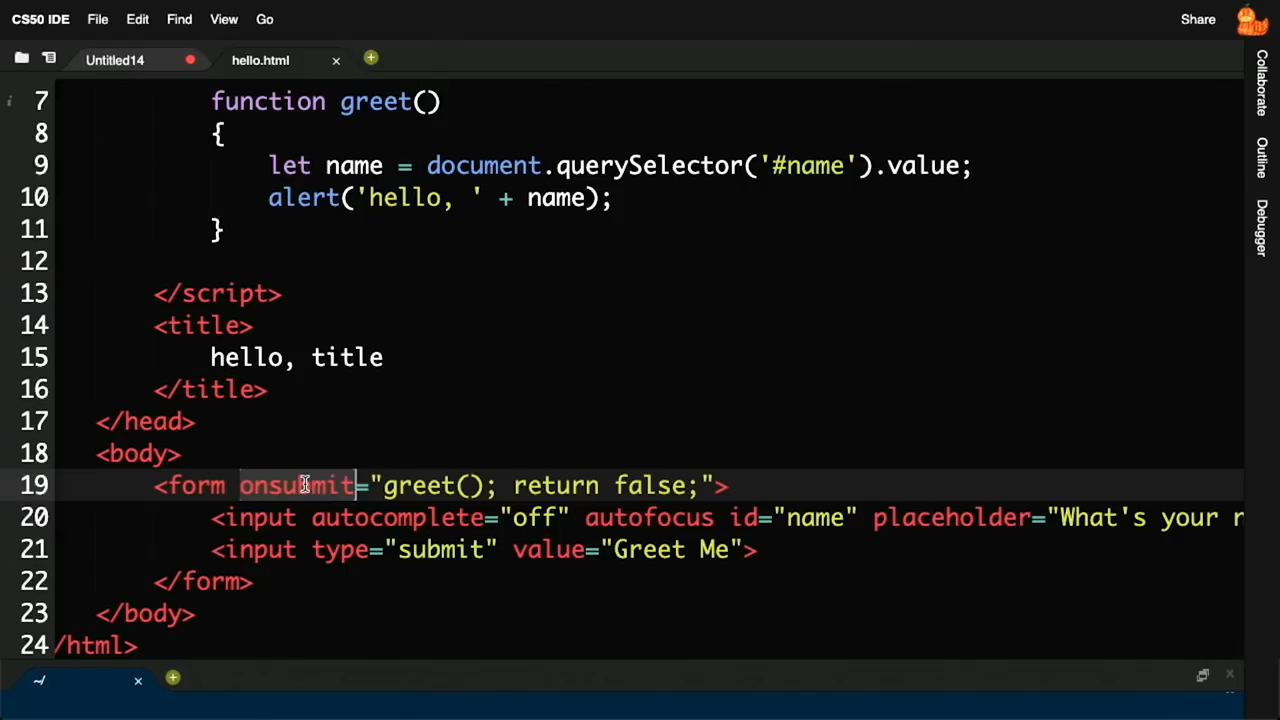 CS50 IDE File Edit Find View Go Share
Untitled14 hello.html
Collaborate
Outline
Debugger
7 function greet()
8 {
9 let name = document.querySelector('#name').value;
10 alert('hello, ' + name);
11 }
12
13 </script>
14 <title>
15 hello, title
16 </title>
17 </head>
18 <body>
19 <form onsubmit="greet(); return false;">
20 <input autocomplete="off" autofocus id="name" placeholder="What's your
21 <input type="submit" value="Greet Me">
22 </form>
23 </body>
24 /html>
~/